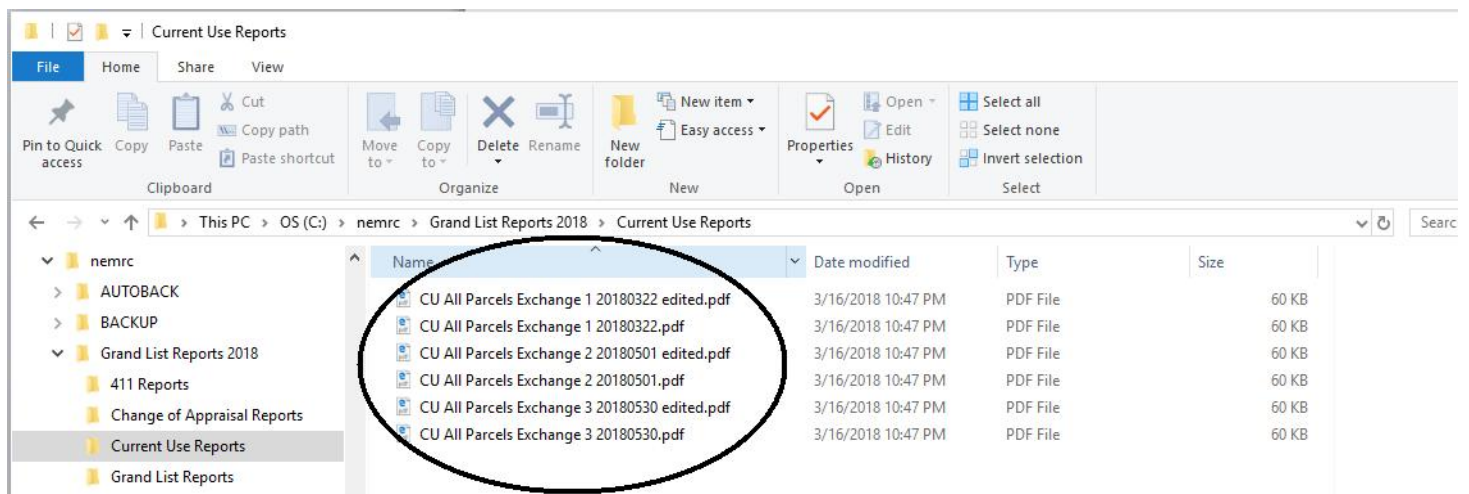 Current Use Reports
File Home Share View
Cut
Copy path
Paste shortcut
Pin to Quick access
Copy
Paste
Clipboard
Move to
Copy to
Delete
Rename
Organize
New folder
New item
Easy access
New
Properties
Open
Edit
History
Open
Select all
Select none
Invert selection
Select
This PC > OS (C:) > nemrc > Grand List Reports 2018 > Current Use Reports
Searc
nemrc
AUTOBACK
BACKUP
Grand List Reports 2018
411 Reports
Change of Appraisal Reports
Current Use Reports
Grand List Reports
Name Date modified Type Size
CU All Parcels Exchange 1 20180322 edited.pdf 3/16/2018 10:47 PM PDF File 60 KB
CU All Parcels Exchange 1 20180322.pdf 3/16/2018 10:47 PM PDF File 60 KB
CU All Parcels Exchange 2 20180501 edited.pdf 3/16/2018 10:47 PM PDF File 60 KB
CU All Parcels Exchange 2 20180501.pdf 3/16/2018 10:47 PM PDF File 60 KB
CU All Parcels Exchange 3 20180530 edited.pdf 3/16/2018 10:47 PM PDF File 60 KB
CU All Parcels Exchange 3 20180530.pdf 3/16/2018 10:47 PM PDF File 60 KB